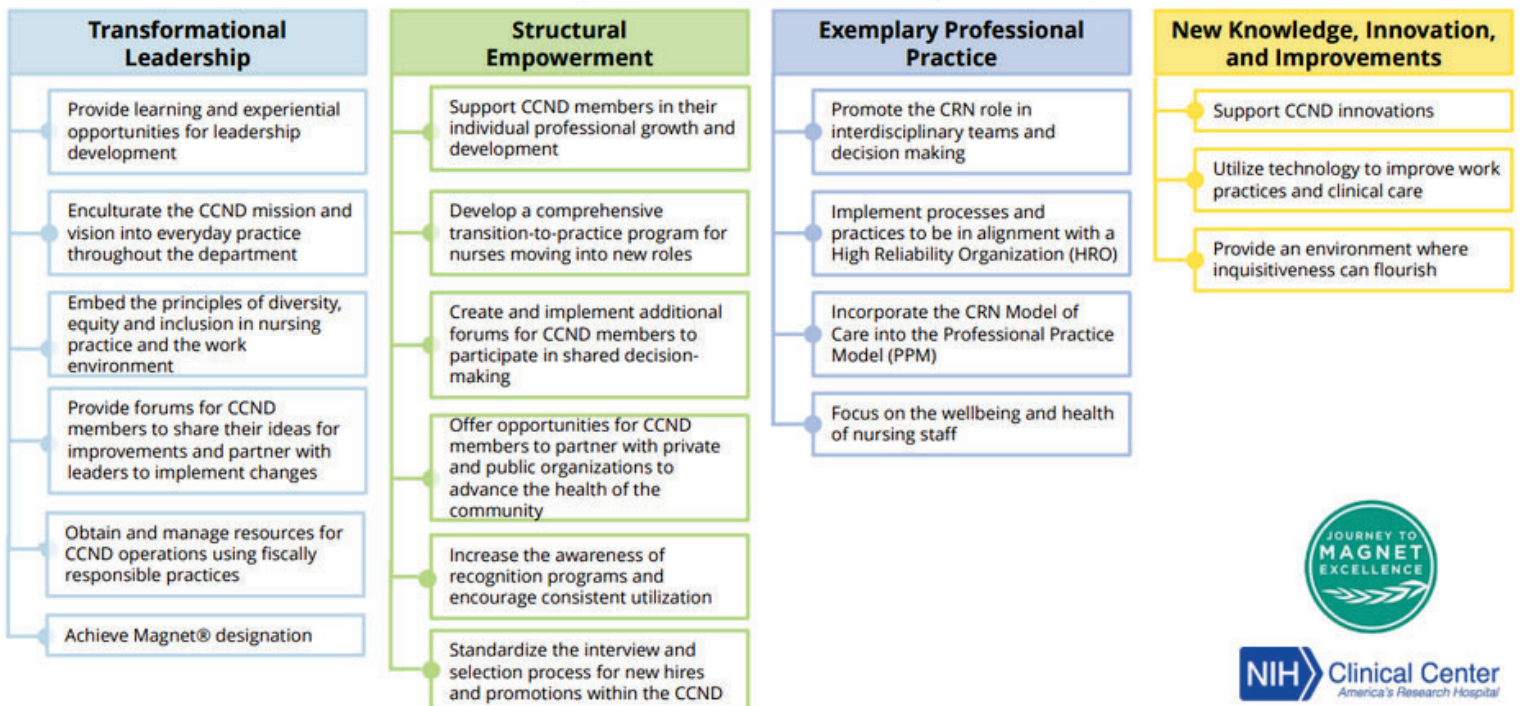 Transformational
Leadership
Provide learning and experiential
opportunities for leadership
development
Enculturate the CCND mission and
vision into everyday practice
throughout the department
Embed the principles of diversity,
equity and inclusion in nursing
practice and the work
environment
Provide forums for CCND
members to share their ideas for
improvements and partner with
leaders to implement changes
Obtain and manage resources for
CCND operations using fiscally
responsible practices
Achieve Magnet® designation
Structural
Empowerment
Support CCND members in their
individual professional growth and
development
Develop a comprehensive
transition-to-practice program for
nurses moving into new roles
Create and implement additional
forums for CCND members to
participate in shared decision-
making
Offer opportunities for CCND
members to partner with private
and public organizations to
advance the health of the
community
Increase the awareness of
recognition programs and
encourage consistent utilization
Standardize the interview and
selection process for new hires
and promotions within the CCND
Exemplary Professional
Practice
Promote the CRN role in
interdisciplinary teams and
decision making
Implement processes and
practices to be in alignment with a
High Reliability Organization (HRO)
Incorporate the CRN Model of
Care into the Professional Practice
Model (PPM)
Focus on the wellbeing and health
of nursing staff
New Knowledge, Innovation,
and Improvements
Support CCND innovations
Utilize technology to improve work
practices and clinical care
Provide an environment where
inquisitiveness can flourish
JOURNEY TO
MAGNET
EXCELLENCE
NIH Clinical Center
America's Research Hospital